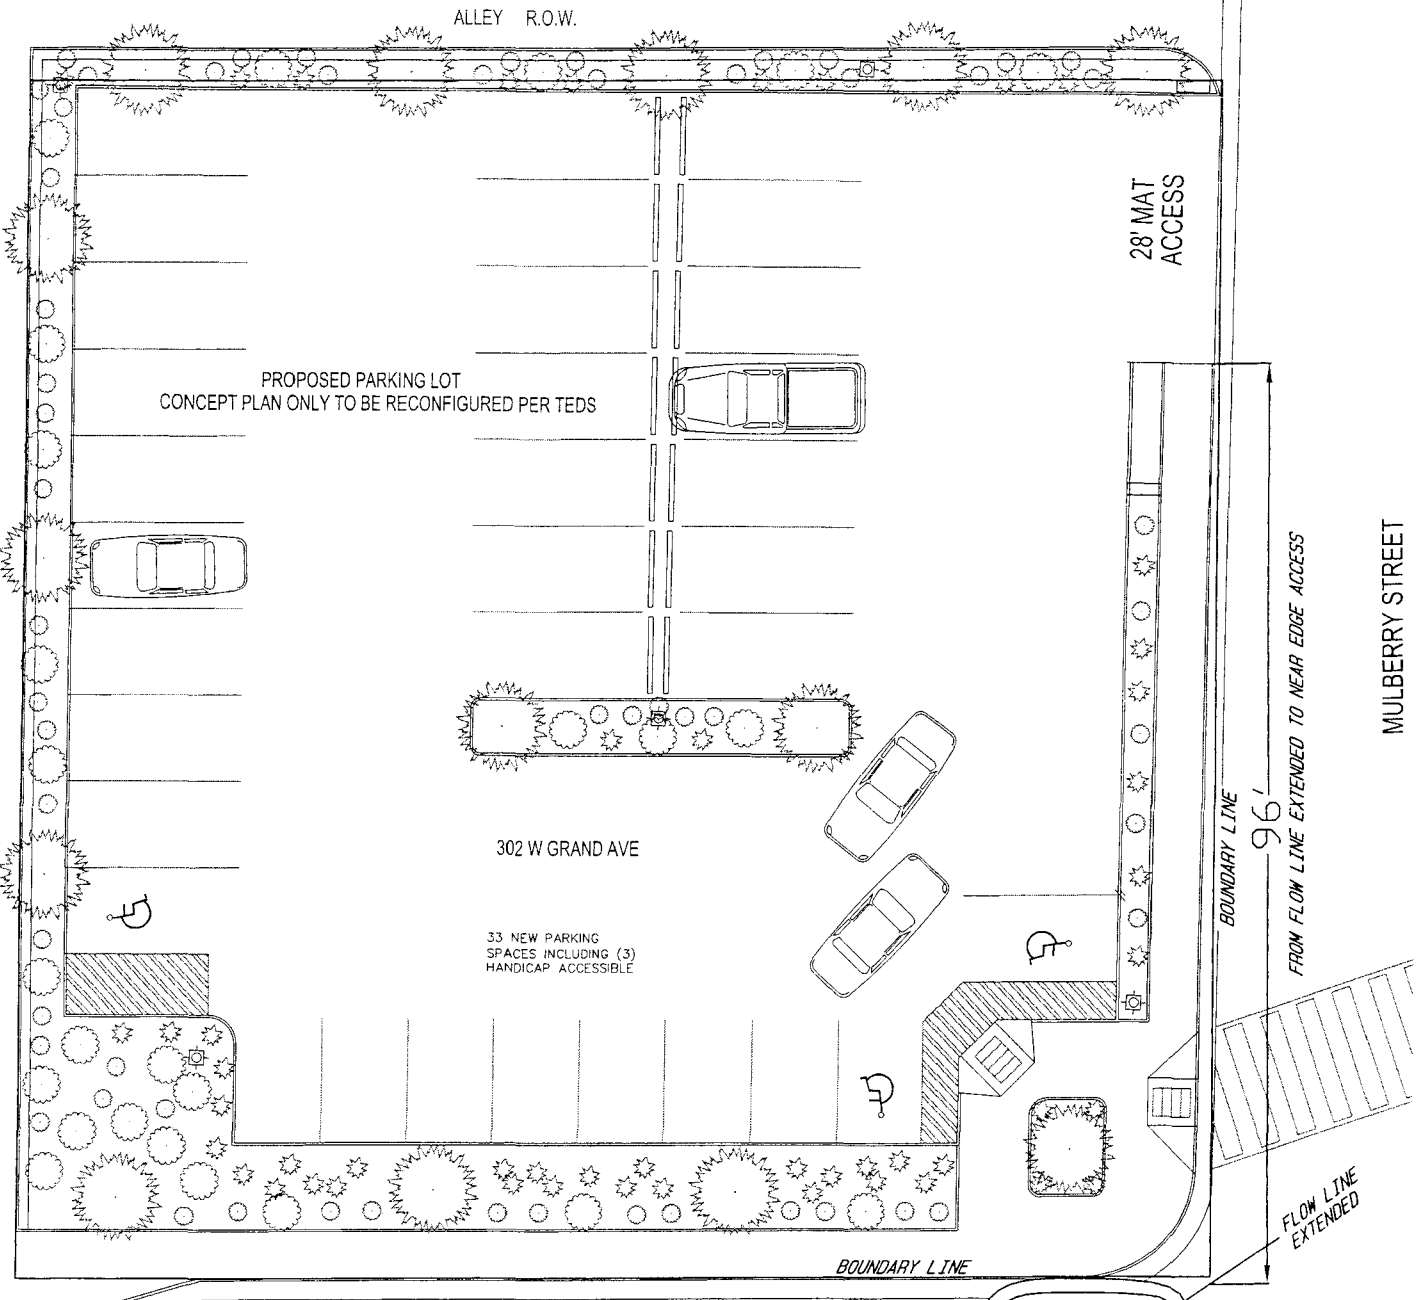 ALLEY R.O.W.
28' MAT
ACCESS
PROPOSED PARKING LOT
CONCEPT PLAN ONLY TO BE RECONFIGURED PER TEDS
MULBERRY STREET
FROM FLOW LINE EXTENDED TO NEAR EDGE ACCESS
96'
BOUNDARY LINE
302 W GRAND AVE
33 NEW PARKING
SPACES INCLUDING (3)
HANDICAP ACCESSIBLE
FLOW LINE
EXTENDED
BOUNDARY LINE